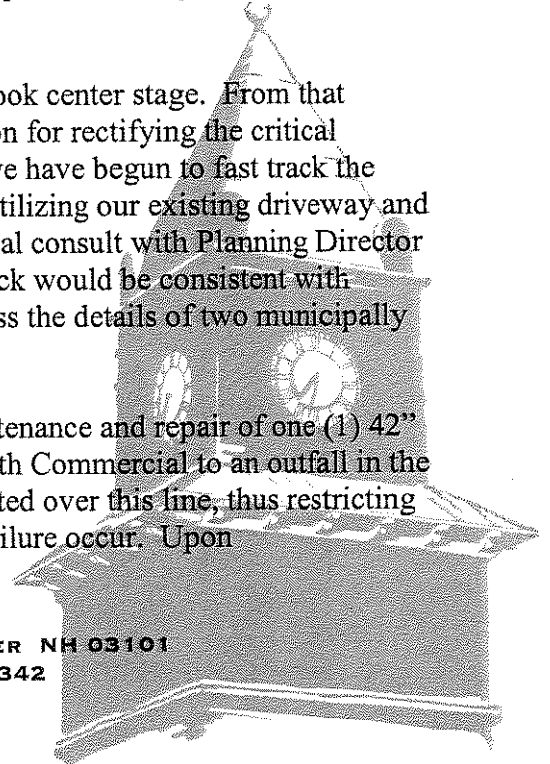 ook center stage. From that
on for rectifying the critical
ve have begun to fast track the
tilizing our existing driveway and
al consult with Planning Director
ck would be consistent with
ss the details of two municipally
tenance and repair of one (1) 42"
th Commercial to an outfall in the
ted over this line, thus restricting
ilure occur. Upon
ER NH 03101
342